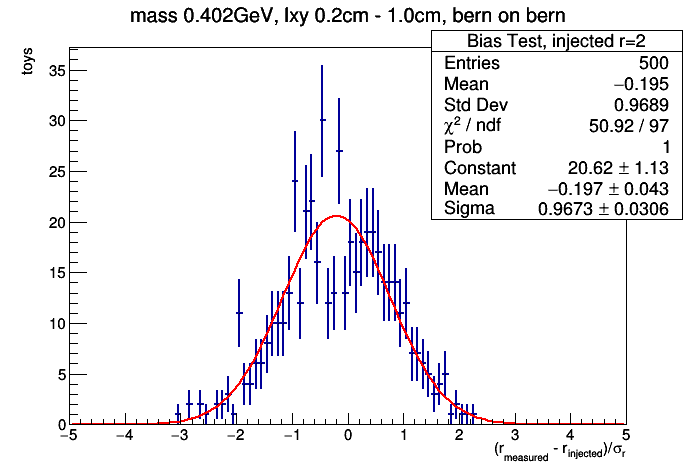 mass 0.402GeV, lxy 0.2cm - 1.0cm, bern on bern
Bias Test, injected r=2
Entries 500
Mean −0.195
Std Dev 0.9689
χ² / ndf 50.92 / 97
Prob 1
Constant 20.62 ± 1.13
Mean −0.197 ± 0.043
Sigma 0.9673 ± 0.0306
toys
35
30
25
20
15
10
5
0
−5 −4 −3 −2 −1 0 1 2 3 4 5
(r_measured - r_injected)/σ_r